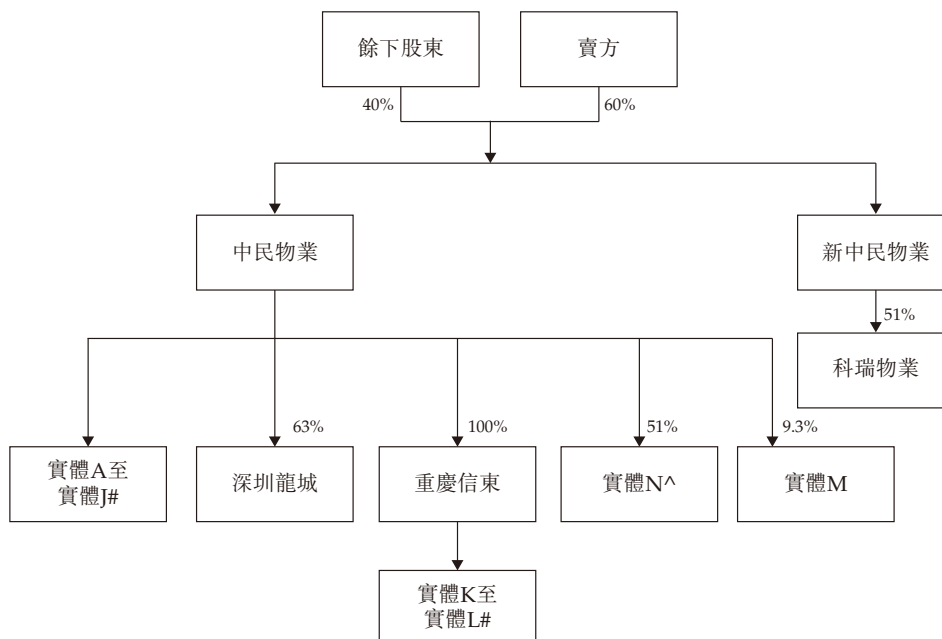 餘下股東
賣方
40%
60%
中民物業
新中民物業
51%
科瑞物業
63%
100%
51%
9.3%
實體A至
實體J#
深圳龍城
重慶信東
實體N^
實體M
實體K至
實體L#